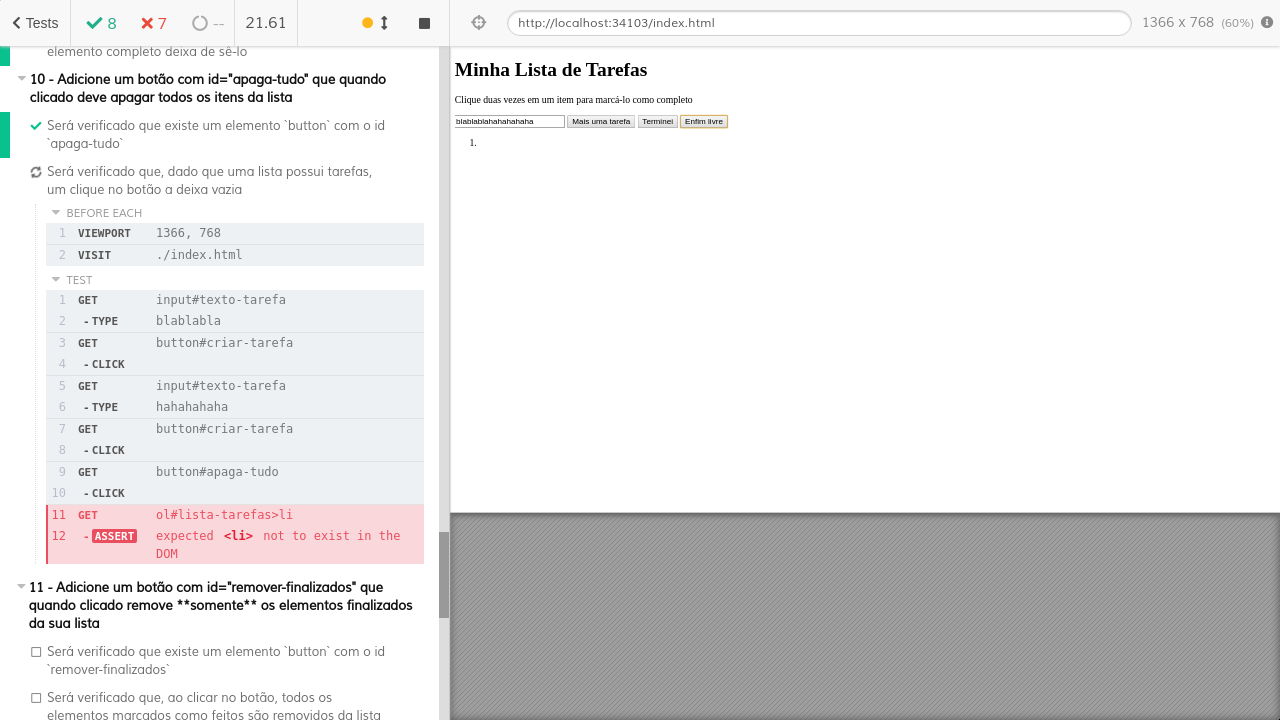 Tests
8
7
--
21.61
http://localhost:34103/index.html
1366 x 768 (60%)
elemento completo deixa de sê-lo
10 - Adicione um botão com id="apaga-tudo" que quando
clicado deve apagar todos os itens da lista
Será verificado que existe um elemento `button` com o id
`apaga-tudo`
Será verificado que, dado que uma lista possui tarefas,
um clique no botão a deixa vazia
BEFORE EACH
1 VIEWPORT 1366, 768
2 VISIT ./index.html
TEST
1 GET input#texto-tarefa
2 -TYPE blablabla
3 GET button#criar-tarefa
4 -CLICK
5 GET input#texto-tarefa
6 -TYPE hahahahaha
7 GET button#criar-tarefa
8 -CLICK
9 GET button#apaga-tudo
10 -CLICK
11 GET ol#lista-tarefas>li
12 -ASSERT expected <li> not to exist in the
DOM
11 - Adicione um botão com id="remover-finalizados" que
quando clicado remove **somente** os elementos finalizados
da sua lista
Será verificado que existe um elemento `button` com o id
`remover-finalizados`
Será verificado que, ao clicar no botão, todos os
elementos marcados como feitos são removidos da lista
Minha Lista de Tarefas
Clique duas vezes em um item para marcá-lo como completo
blablablahahahahaha Mais uma tarefa Terminei Enfim livre
1.